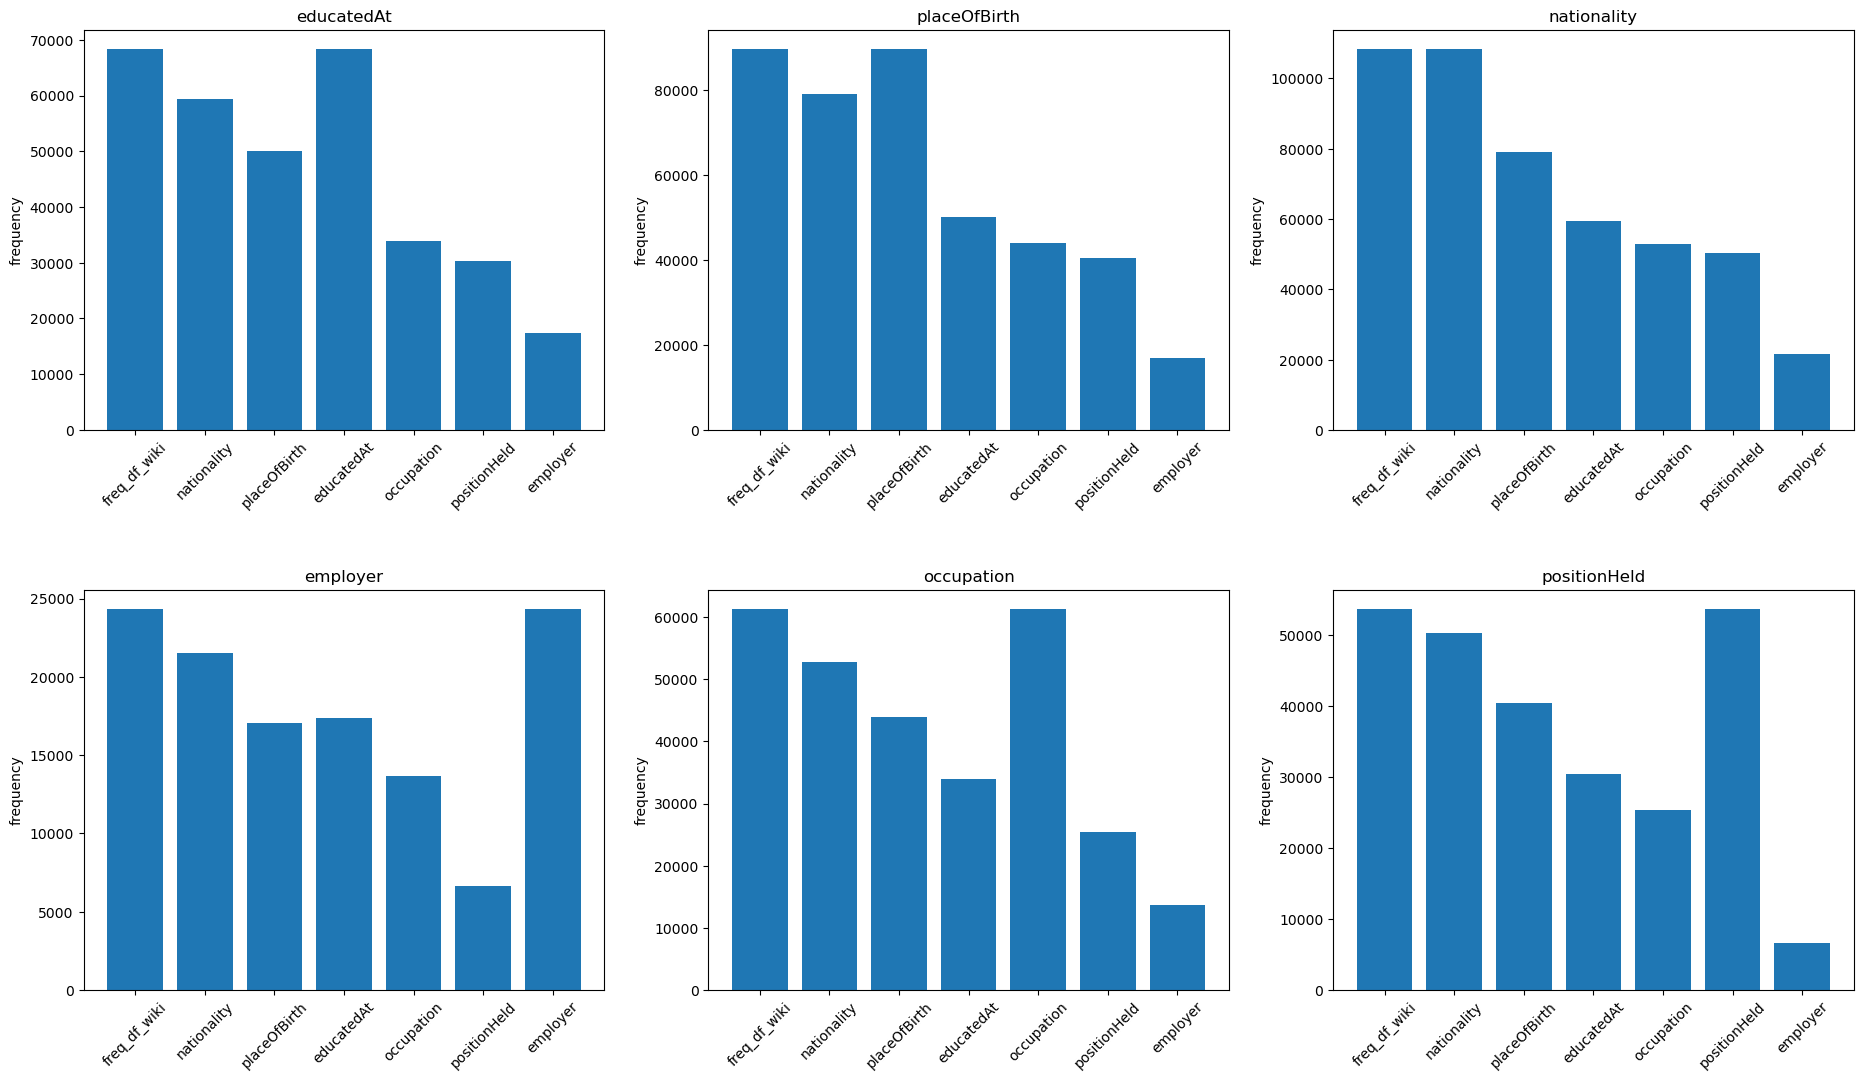 educatedAt
frequency
70000
60000
50000
40000
30000
20000
10000
0
freq_df_wiki
nationality
placeOfBirth
educatedAt
occupation
positionHeld
employer
placeOfBirth
frequency
80000
60000
40000
20000
0
freq_df_wiki
nationality
placeOfBirth
educatedAt
occupation
positionHeld
employer
nationality
frequency
100000
80000
60000
40000
20000
0
freq_df_wiki
nationality
placeOfBirth
educatedAt
occupation
positionHeld
employer
employer
frequency
25000
20000
15000
10000
5000
0
freq_df_wiki
nationality
placeOfBirth
educatedAt
occupation
positionHeld
employer
occupation
frequency
60000
50000
40000
30000
20000
10000
0
freq_df_wiki
nationality
placeOfBirth
educatedAt
occupation
positionHeld
employer
positionHeld
frequency
50000
40000
30000
20000
10000
0
freq_df_wiki
nationality
placeOfBirth
educatedAt
occupation
positionHeld
employer